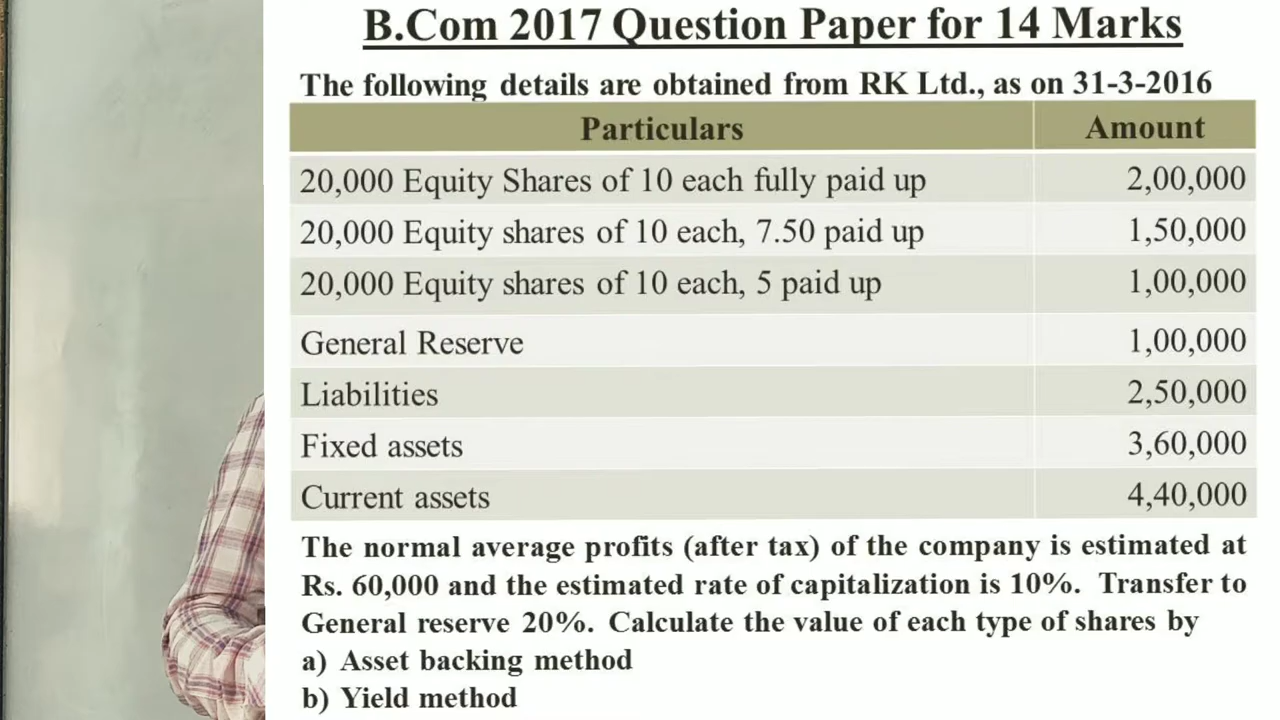 B.Com 2017 Question Paper for 14 Marks
The following details are obtained from RK Ltd., as on 31-3-2016
Particulars Amount
20,000 Equity Shares of 10 each fully paid up 2,00,000
20,000 Equity shares of 10 each, 7.50 paid up 1,50,000
20,000 Equity shares of 10 each, 5 paid up 1,00,000
General Reserve 1,00,000
Liabilities 2,50,000
Fixed assets 3,60,000
Current assets 4,40,000
The normal average profits (after tax) of the company is estimated at
Rs. 60,000 and the estimated rate of capitalization is 10%. Transfer to
General reserve 20%. Calculate the value of each type of shares by
a) Asset backing method
b) Yield method